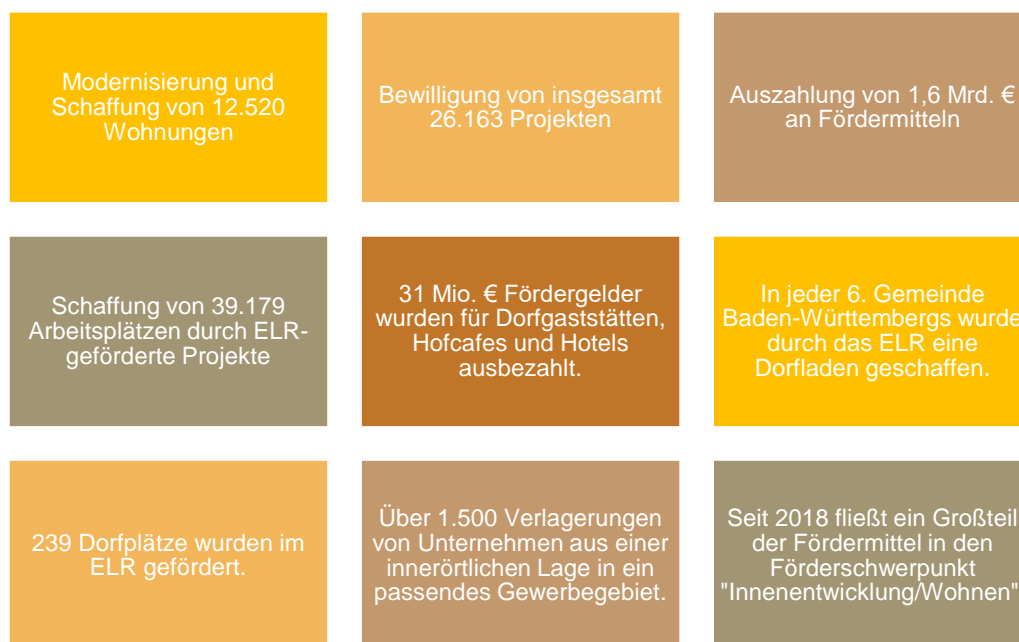 Modernisierung und
Schaffung von 12.520
Wohnungen
Bewilligung von insgesamt
26.163 Projekten
Auszahlung von 1,6 Mrd. €
an Fördermitteln
Schaffung von 39.179
Arbeitsplätzen durch ELR-
geförderte Projekte
31 Mio. € Fördergelder
wurden für Dorfgaststätten,
Hofcafes und Hotels
ausbezahlt.
In jeder 6. Gemeinde
Baden-Württembergs wurde
durch das ELR eine
Dorfladen geschaffen.
239 Dorfplätze wurden im
ELR gefördert.
Über 1.500 Verlagerungen
von Unternehmen aus einer
innerörtlichen Lage in ein
passendes Gewerbegebiet.
Seit 2018 fließt ein Großteil
der Fördermittel in den
Förderschwerpunkt
"Innenentwicklung/Wohnen"